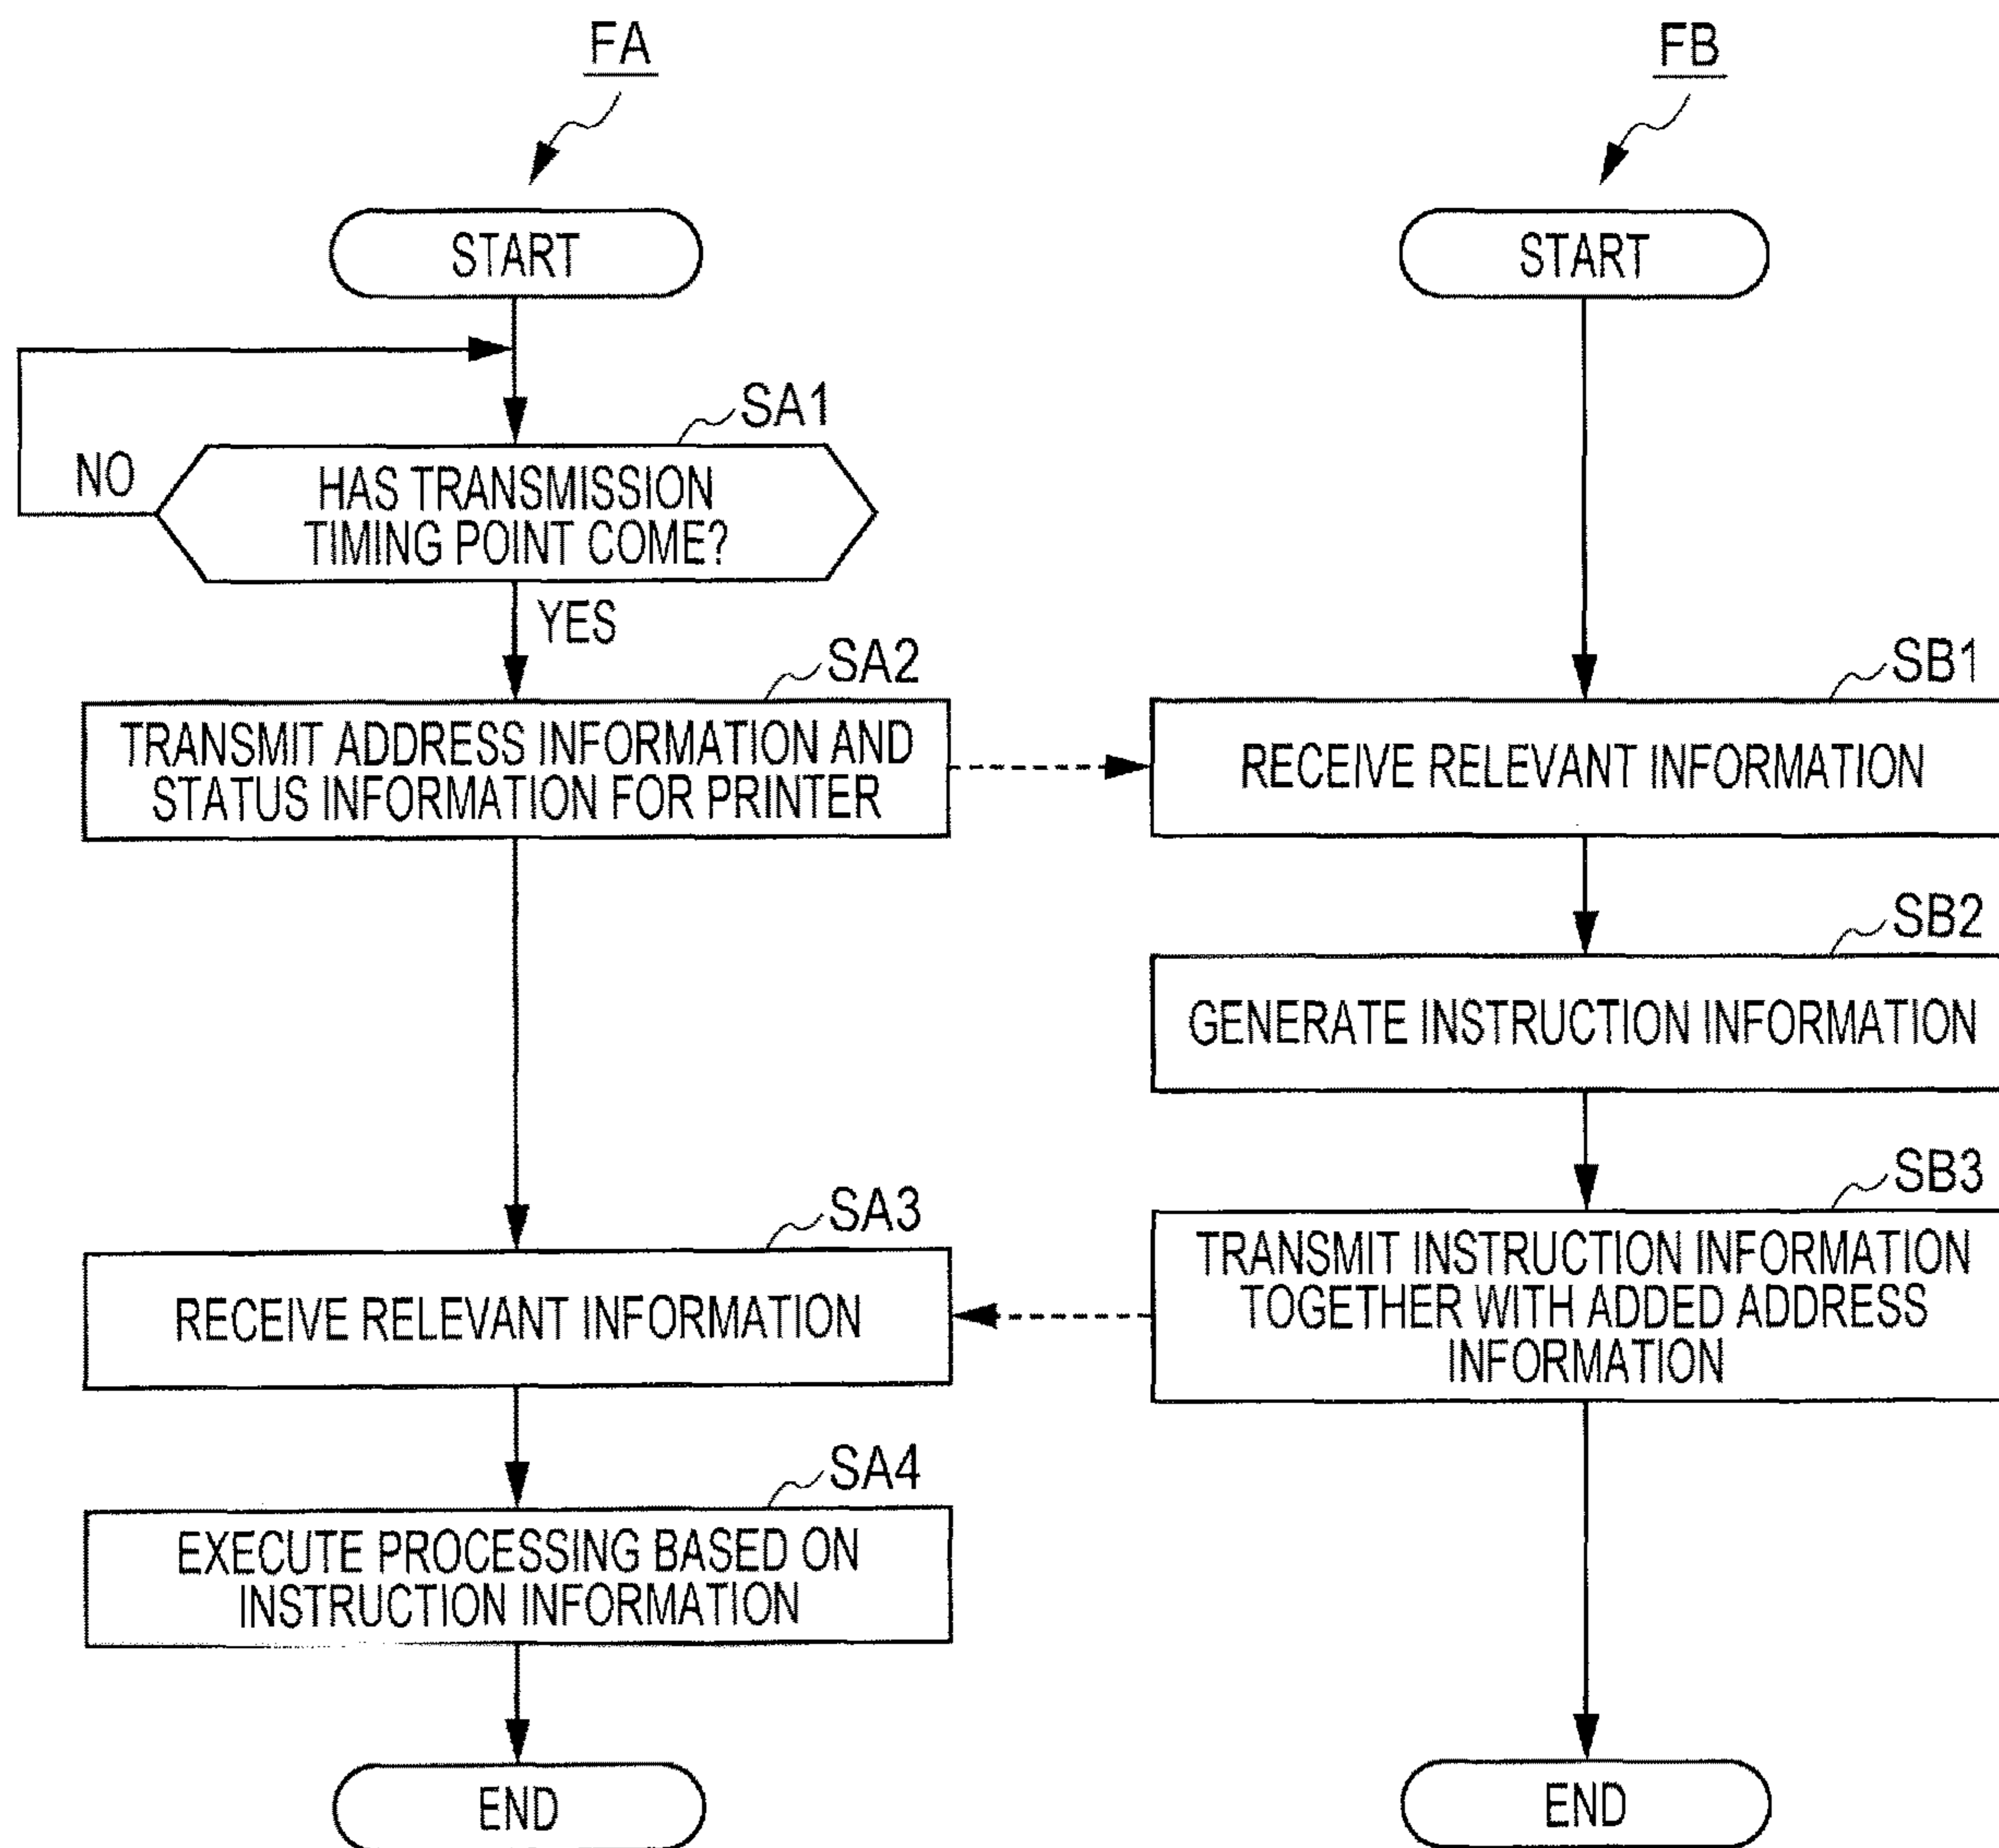 FA
START
SA1
NO
HAS TRANSMISSION
TIMING POINT COME?
YES
SA2
TRANSMIT ADDRESS INFORMATION AND
STATUS INFORMATION FOR PRINTER
SA3
RECEIVE RELEVANT INFORMATION
SA4
EXECUTE PROCESSING BASED ON
INSTRUCTION INFORMATION
END
FB
START
SB1
RECEIVE RELEVANT INFORMATION
SB2
GENERATE INSTRUCTION INFORMATION
SB3
TRANSMIT INSTRUCTION INFORMATION
TOGETHER WITH ADDED ADDRESS
INFORMATION
END